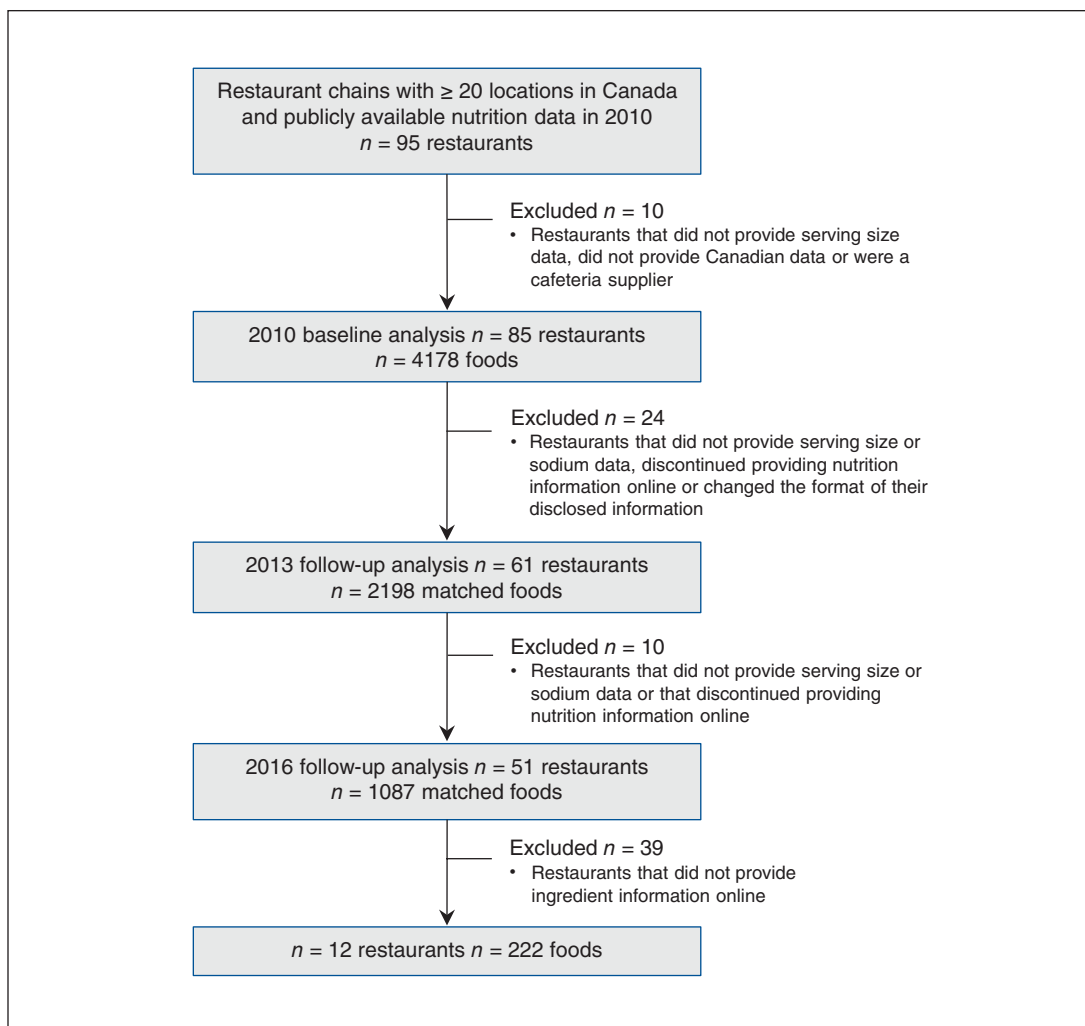 Restaurant chains with ≥ 20 locations in Canada
and publicly available nutrition data in 2010
n = 95 restaurants
Excluded n = 10
• Restaurants that did not provide serving size
data, did not provide Canadian data or were a
cafeteria supplier
2010 baseline analysis n = 85 restaurants
n = 4178 foods
Excluded n = 24
• Restaurants that did not provide serving size or
sodium data, discontinued providing nutrition
information online or changed the format of their
disclosed information
2013 follow-up analysis n = 61 restaurants
n = 2198 matched foods
Excluded n = 10
• Restaurants that did not provide serving size or
sodium data or that discontinued providing
nutrition information online
2016 follow-up analysis n = 51 restaurants
n = 1087 matched foods
Excluded n = 39
• Restaurants that did not provide
ingredient information online
n = 12 restaurants n = 222 foods